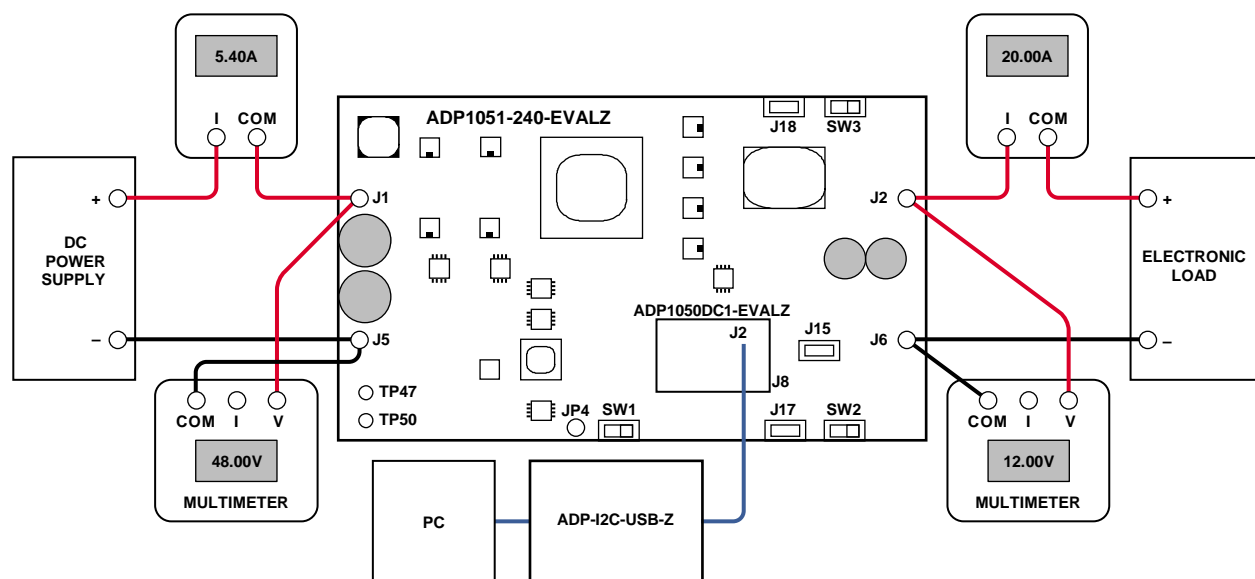 5.40A
I COM
20.00A
I COM
ADP1051-240-EVALZ
J18 SW3
+
DC
POWER
SUPPLY
–
J1
J5
J2
J6
+
ELECTRONIC
LOAD
–
ADP1050DC1-EVALZ
J2
J8
J15
TP47
TP50
JP4
SW1
J17
SW2
COM I V
48.00V
MULTIMETER
COM I V
12.00V
MULTIMETER
PC
ADP-I2C-USB-Z